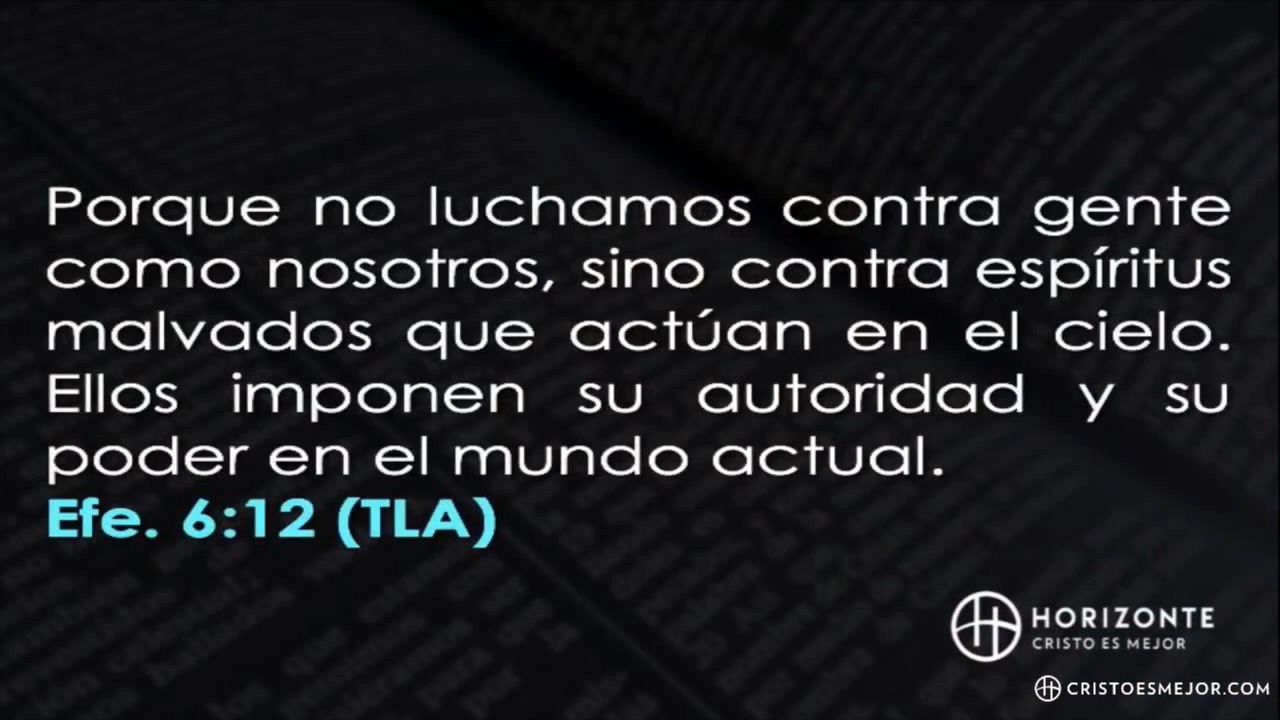 Porque no luchamos contra gente
como nosotros, sino contra espíritus
malvados que actúan en el cielo.
Ellos imponen su autoridad y su
poder en el mundo actual.
Efe. 6:12 (TLA)
HORIZONTE
CRISTO ES MEJOR
CRISTOESMEJOR.COM